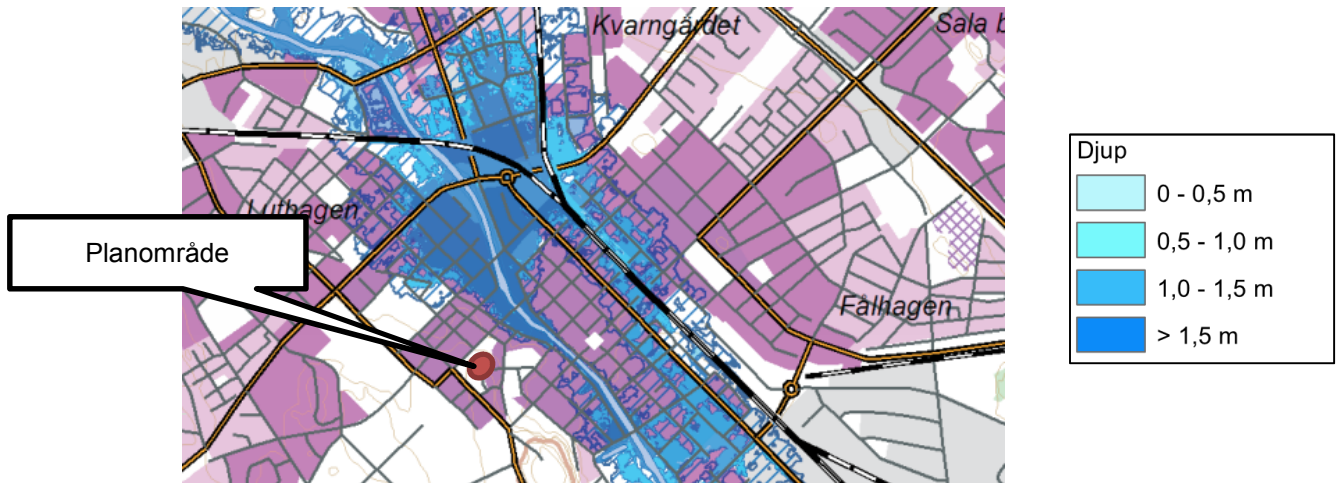 Kvarngärdet
Sala b
Luthagen
Planområde
Fålhagen
Djup
0 - 0,5 m
0,5 - 1,0 m
1,0 - 1,5 m
> 1,5 m